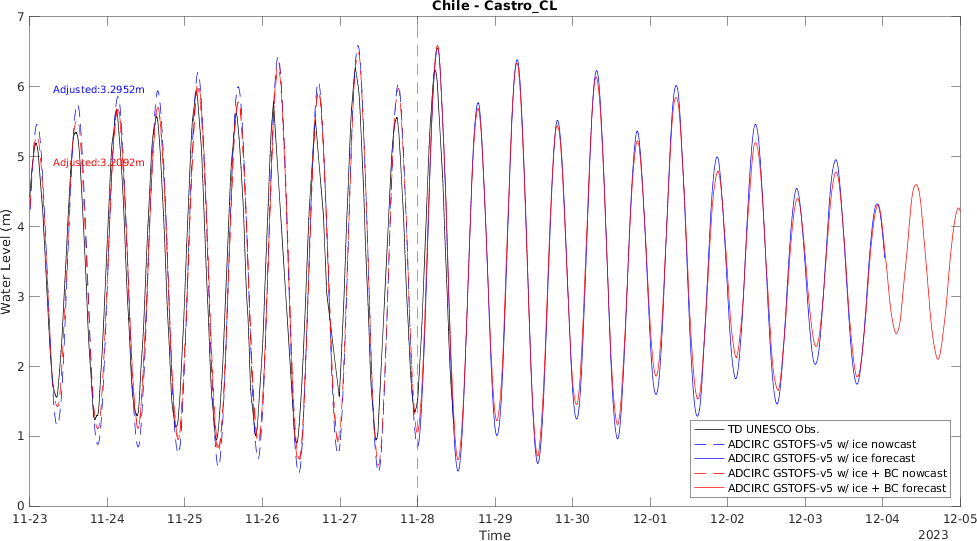 Chile - Castro_CL
Water Level (m)
7
6
5
4
3
2
1
0
Adjusted:3.2952m
Adjusted:3.2092m
TD UNESCO Obs.
ADCIRC GSTOFS-v5 w/ ice nowcast
ADCIRC GSTOFS-v5 w/ ice forecast
ADCIRC GSTOFS-v5 w/ ice + BC nowcast
ADCIRC GSTOFS-v5 w/ ice + BC forecast
11-23 11-24 11-25 11-26 11-27 11-28 11-29 11-30 12-01 12-02 12-03 12-04 12-05
Time
2023